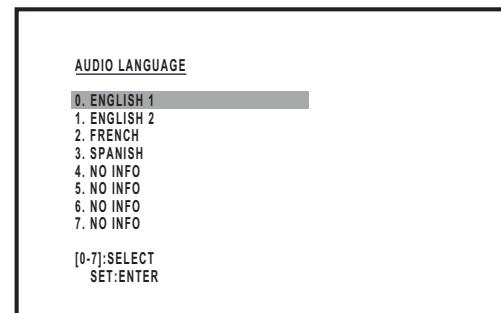 AUDIO LANGUAGE
0. ENGLISH 1
1. ENGLISH 2
2. FRENCH
3. SPANISH
4. NO INFO
5. NO INFO
6. NO INFO
7. NO INFO
[0-7]:SELECT
SET:ENTER